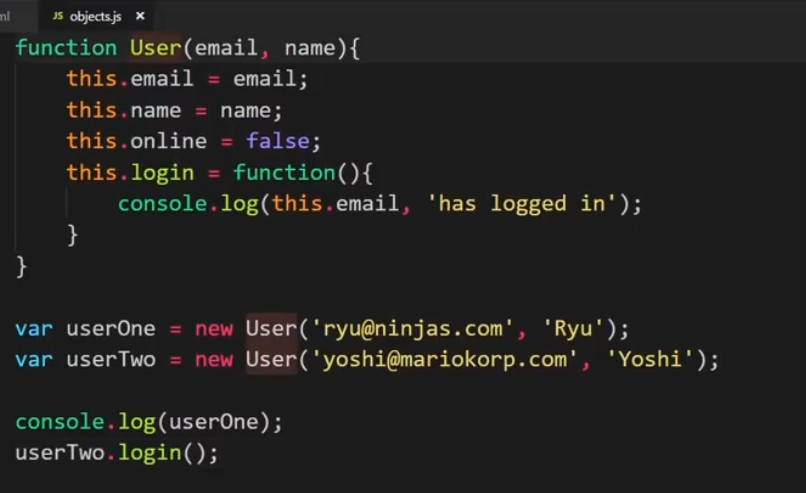 ml JS objects.js ×
function User(email, name){
    this.email = email;
    this.name = name;
    this.online = false;
    this.login = function(){
        console.log(this.email, 'has logged in');
    }
}
var userOne = new User('ryu@ninjas.com', 'Ryu');
var userTwo = new User('yoshi@mariokorp.com', 'Yoshi');
console.log(userOne);
userTwo.login();